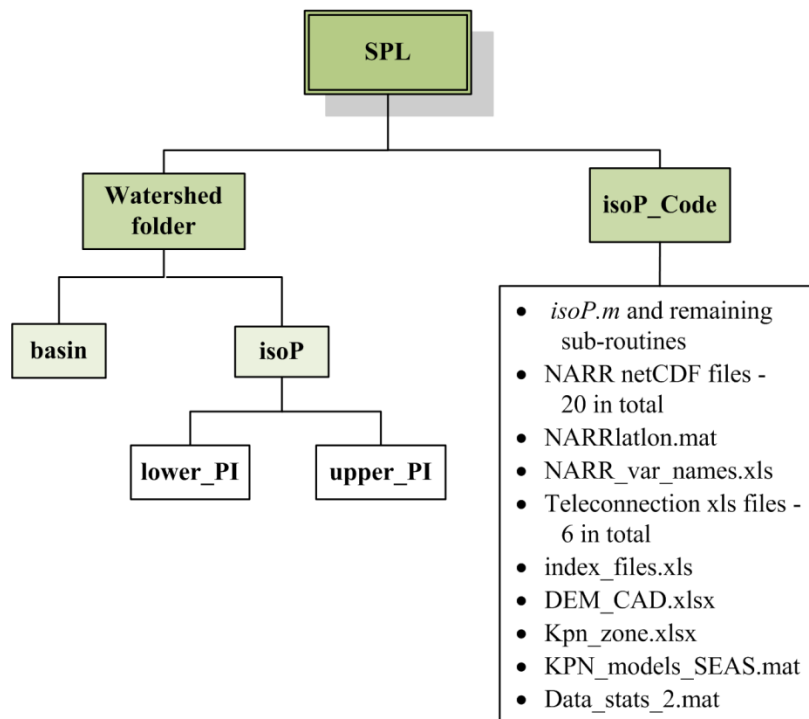 SPL
Watershed
folder
isoP_Code
basin
isoP
lower_PI
upper_PI
• isoP.m and remaining
sub-routines
• NARR netCDF files -
20 in total
• NARRlatlon.mat
• NARR_var_names.xls
• Teleconnection xls files -
6 in total
• index_files.xls
• DEM_CAD.xlsx
• Kpn_zone.xlsx
• KPN_models_SEAS.mat
• Data_stats_2.mat